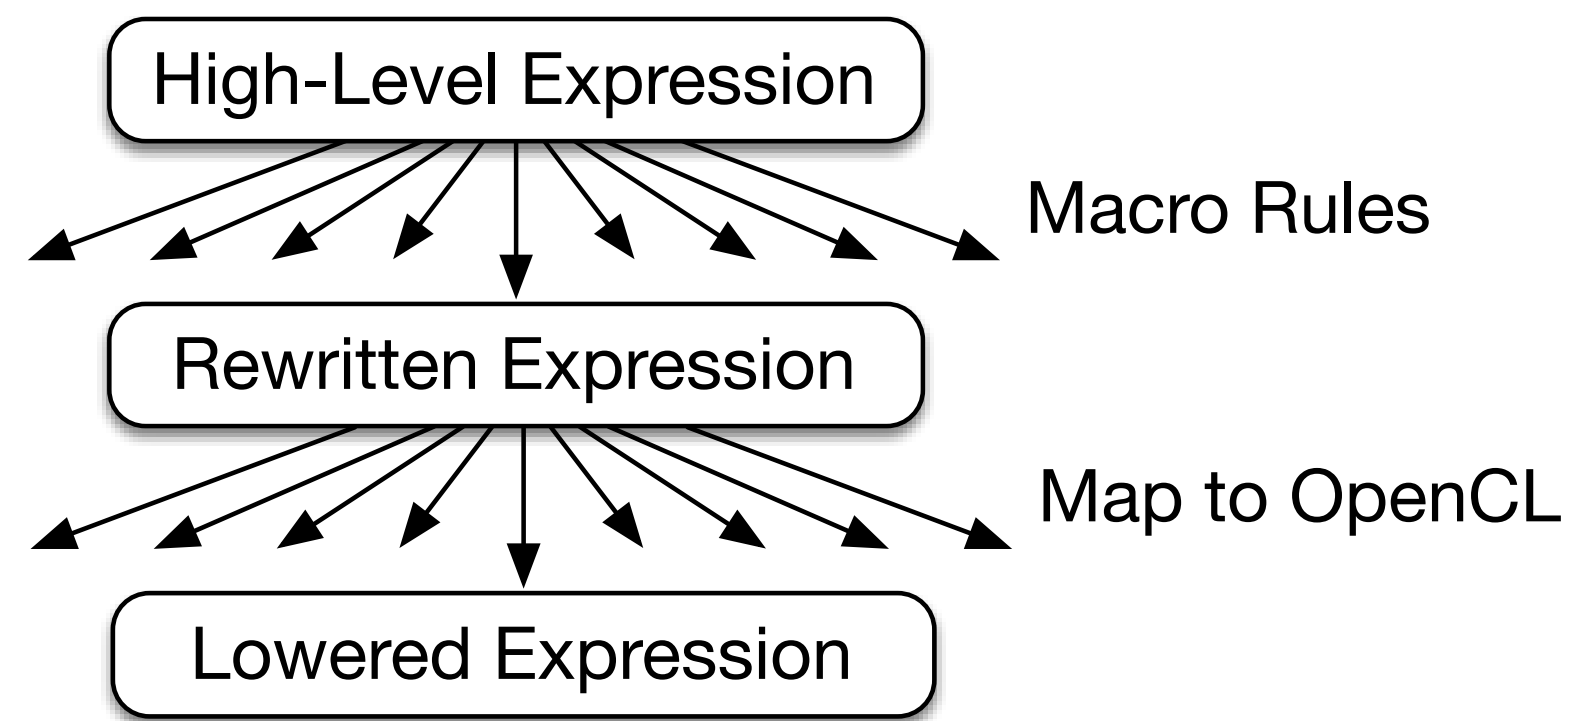 High-Level Expression
Macro Rules
Rewritten Expression
Map to OpenCL
Lowered Expression